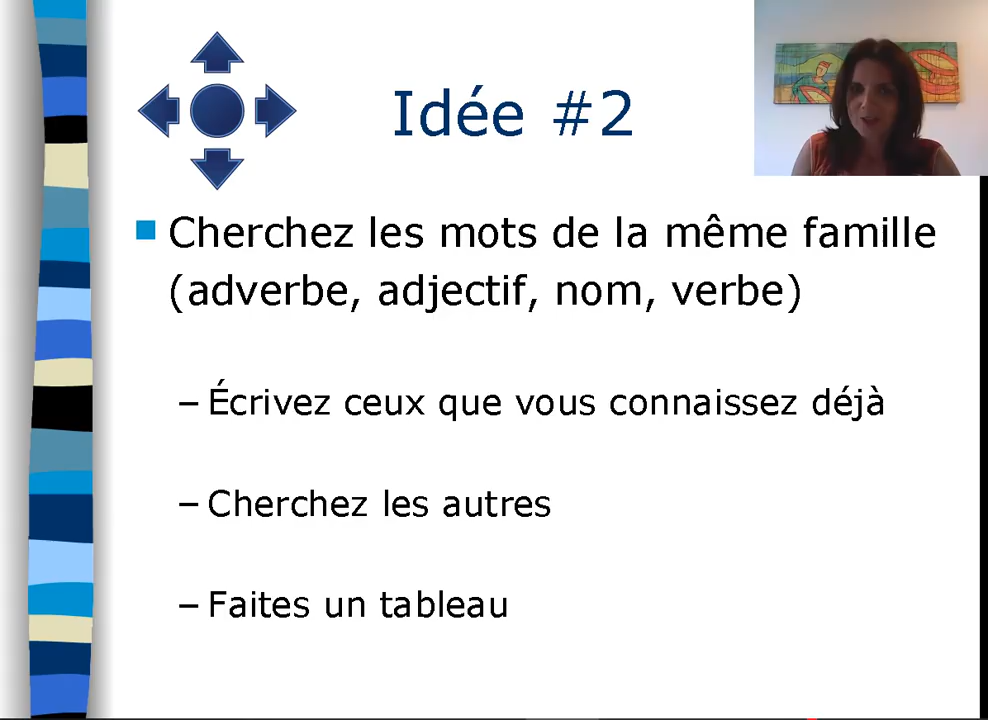 Idée #2
Cherchez les mots de la même famille
(adverbe, adjectif, nom, verbe)
– Écrivez ceux que vous connaissez déjà
– Cherchez les autres
– Faites un tableau